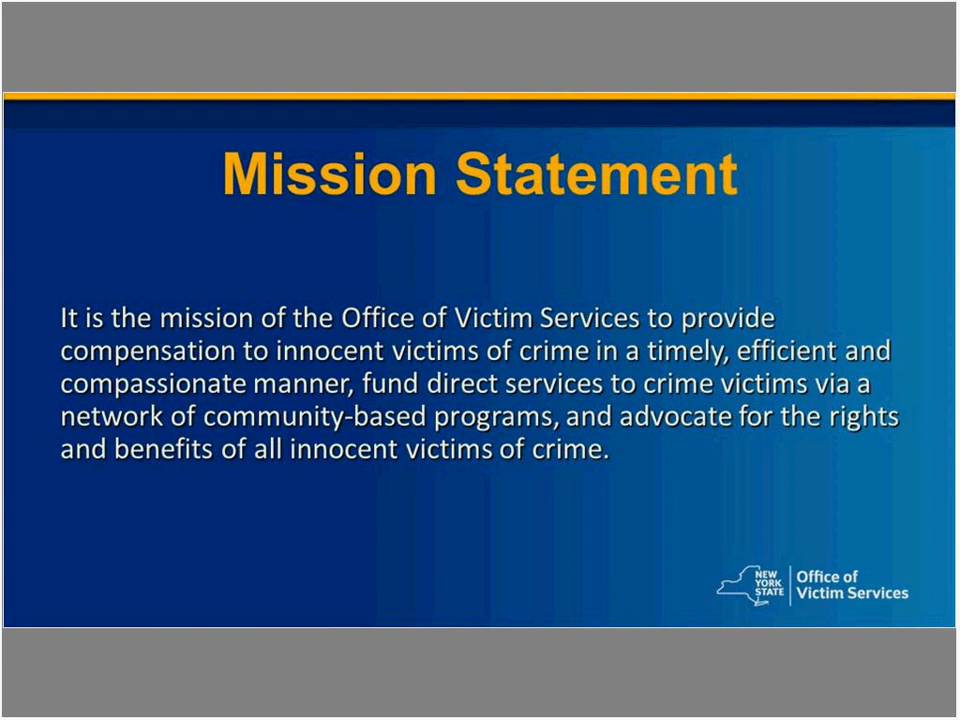 Mission Statement
It is the mission of the Office of Victim Services to provide
compensation to innocent victims of crime in a timely, efficient and
compassionate manner, fund direct services to crime victims via a
network of community-based programs, and advocate for the rights
and benefits of all innocent victims of crime.
NEW
YORK
STATE
Office of
Victim Services